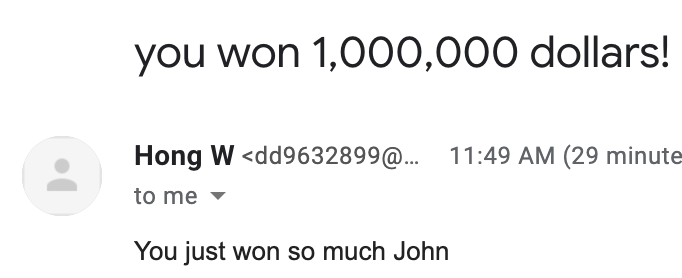 you won 1,000,000 dollars!
Hong W <dd9632899@... 11:49 AM (29 minute
to me
You just won so much John